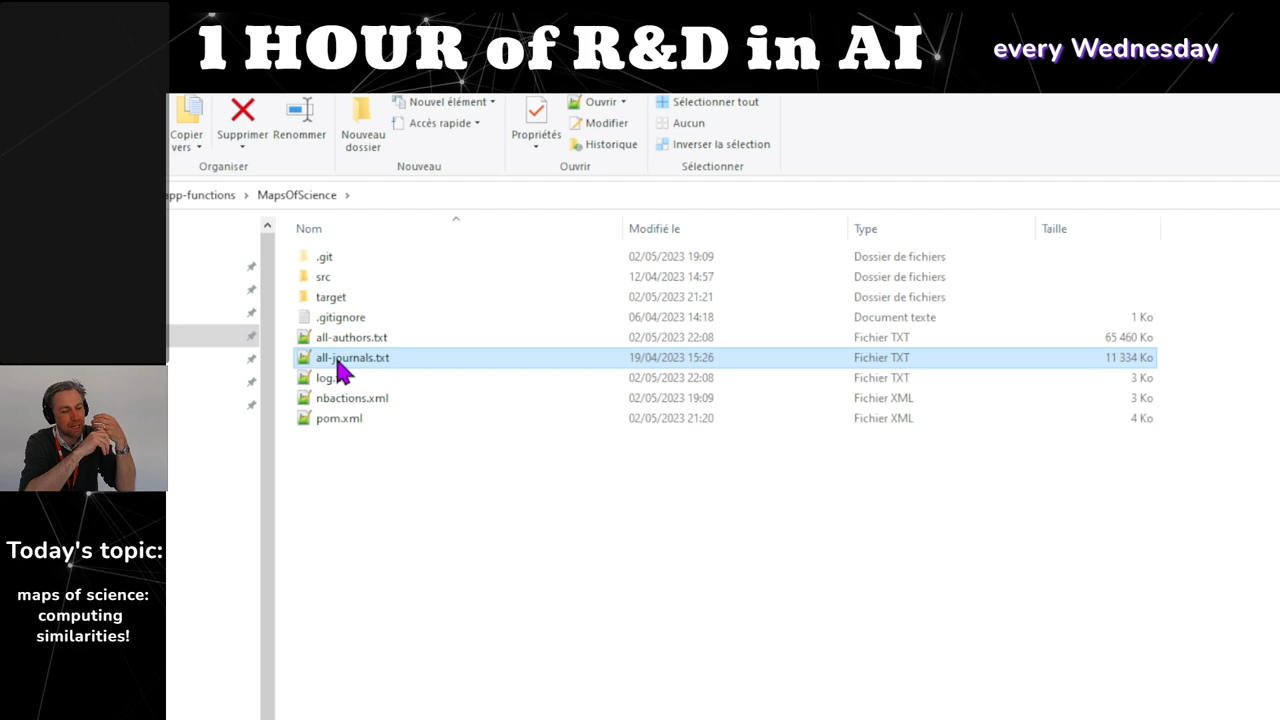 1 HOUR of R&D in AI
every Wednesday
Copier vers
Supprimer
Renommer
Nouveau dossier
Nouvel élément
Accès rapide
Propriétés
Ouvrir
Modifier
Historique
Sélectionner tout
Aucun
Inverser la sélection
Organiser
Nouveau
Ouvrir
Sélectionner
app-functions > MapsOfScience >
Nom Modifié le Type Taille
.git 02/05/2023 19:09 Dossier de fichiers
src 12/04/2023 14:57 Dossier de fichiers
target 02/05/2023 21:21 Dossier de fichiers
.gitignore 06/04/2023 14:18 Document texte 1 Ko
all-authors.txt 02/05/2023 22:08 Fichier TXT 65 460 Ko
all-journals.txt 19/04/2023 15:26 Fichier TXT 11 334 Ko
log. 02/05/2023 22:08 Fichier TXT 3 Ko
nbactions.xml 02/05/2023 19:09 Fichier XML 3 Ko
pom.xml 02/05/2023 21:20 Fichier XML 4 Ko
Today's topic:
maps of science:
computing
similarities!